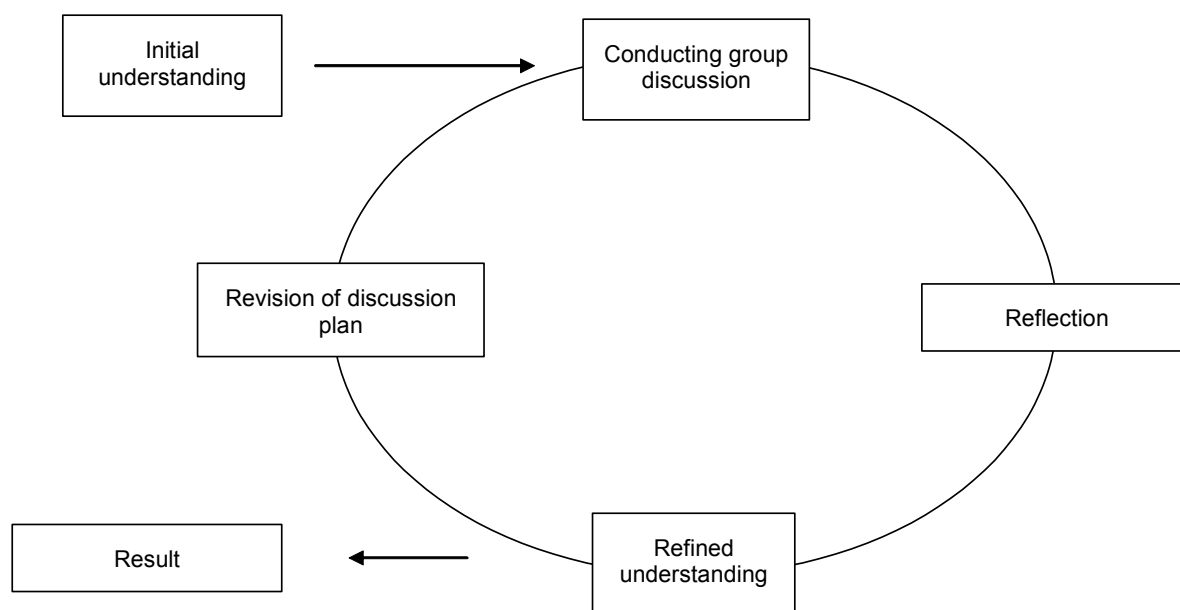 Initial
understanding
Conducting group
discussion
Revision of discussion
plan
Reflection
Result
Refined
understanding